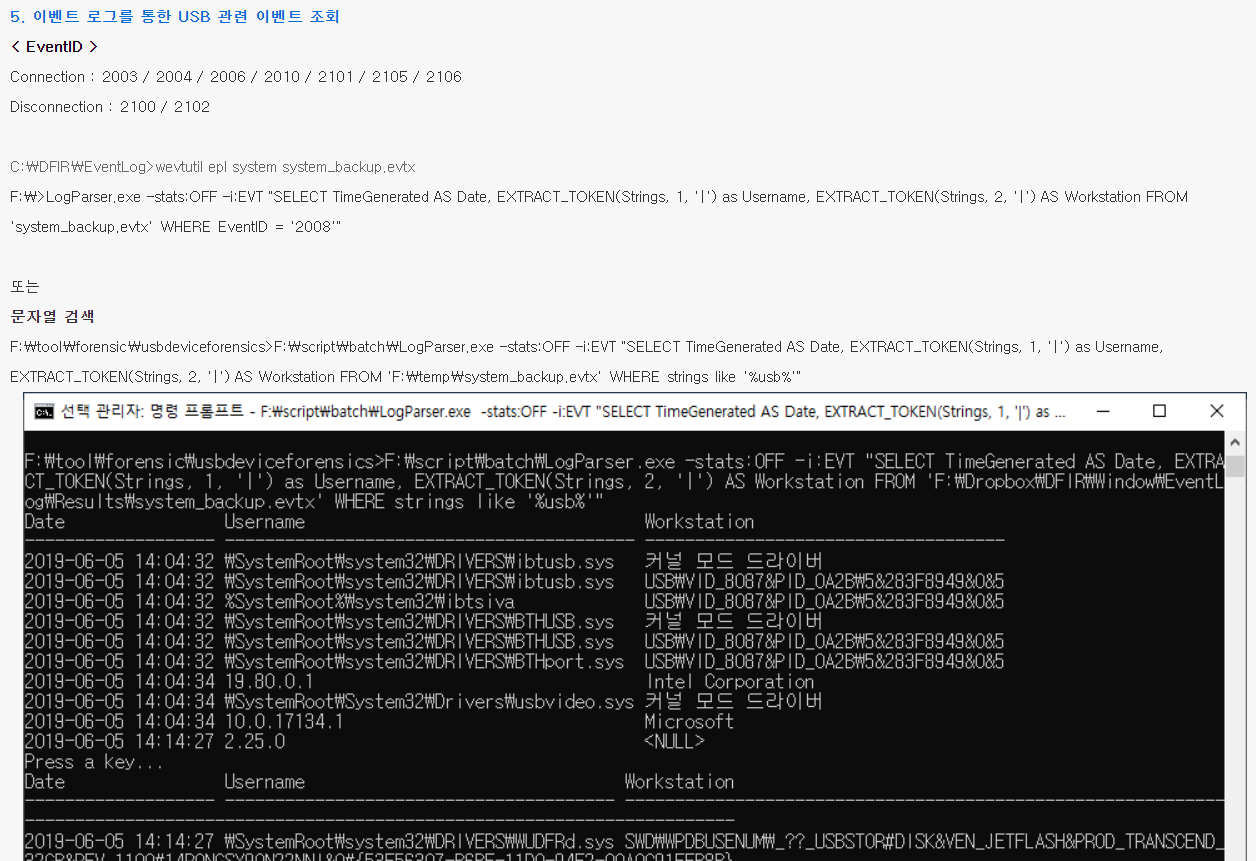 5. 이벤트 로그를 통한 USB 관련 이벤트 조회
< EventID >
Connection : 2003 / 2004 / 2006 / 2010 / 2101 / 2105 / 2106
Disconnection : 2100 / 2102
C:₩DFIR₩EventLog>wevtutil epl system system_backup.evtx
F:₩>LogParser.exe -stats:OFF -i:EVT "SELECT TimeGenerated AS Date, EXTRACT_TOKEN(Strings, 1, '|') as Username, EXTRACT_TOKEN(Strings, 2, '|') AS Workstation FROM
'system_backup.evtx' WHERE EventID = '2008'"
또는
문자열 검색
F:₩tool₩forensic₩usbdeviceforensics>F:₩script₩batch₩LogParser.exe -stats:OFF -i:EVT "SELECT TimeGenerated AS Date, EXTRACT_TOKEN(Strings, 1, '|') as Username,
EXTRACT_TOKEN(Strings, 2, '|') AS Workstation FROM 'F:₩temp₩system_backup.evtx' WHERE strings like '%usb%'"
선택 관리자: 명령 프롬프트 - F:₩script₩batch₩LogParser.exe -stats:OFF -i:EVT "SELECT TimeGenerated AS Date, EXTRACT_TOKEN(Strings, 1, '|') as ...
F:₩tool₩forensic₩usbdeviceforensics>F:₩script₩batch₩LogParser.exe -stats:OFF -i:EVT "SELECT TimeGenerated AS Date, EXTRA
CT_TOKEN(Strings, 1, '|') as Username, EXTRACT_TOKEN(Strings, 2, '|') AS Workstation FROM 'F:₩Dropbox₩DFIR₩Window₩EventL
og₩Results₩system_backup.evtx' WHERE strings like '%usb%'"
Date Username Workstation
------------------- ----------------------------------------- ------------------------------------
2019-06-05 14:04:32 ₩SystemRoot₩system32₩DRIVERS₩ibtusb.sys 커널 모드 드라이버
2019-06-05 14:04:32 ₩SystemRoot₩system32₩DRIVERS₩ibtusb.sys USB₩VID_8087&PID_0A2B₩5&283F8949&0&5
2019-06-05 14:04:32 %SystemRoot%₩system32₩ibtsiva USB₩VID_8087&PID_0A2B₩5&283F8949&0&5
2019-06-05 14:04:32 ₩SystemRoot₩system32₩DRIVERS₩BTHUSB.sys 커널 모드 드라이버
2019-06-05 14:04:32 ₩SystemRoot₩system32₩DRIVERS₩BTHUSB.sys USB₩VID_8087&PID_0A2B₩5&283F8949&0&5
2019-06-05 14:04:32 ₩SystemRoot₩system32₩DRIVERS₩BTHport.sys USB₩VID_8087&PID_0A2B₩5&283F8949&0&5
2019-06-05 14:04:34 19.80.0.1 Intel Corporation
2019-06-05 14:04:34 ₩SystemRoot₩System32₩Drivers₩usbvideo.sys 커널 모드 드라이버
2019-06-05 14:04:34 10.0.17134.1 Microsoft
2019-06-05 14:14:27 2.25.0 <NULL>
Press a key...
Date Username Workstation
------------------- --------------------------------------- ------------------------------------------------------------
-----------------------------------------------------------------------
2019-06-05 14:14:27 ₩SystemRoot₩system32₩DRIVERS₩WUDFRd.sys SWD₩WPDBUSENUM₩_??_USBSTOR#DISK&VEN_JETFLASH&PROD_TRANSCEND_